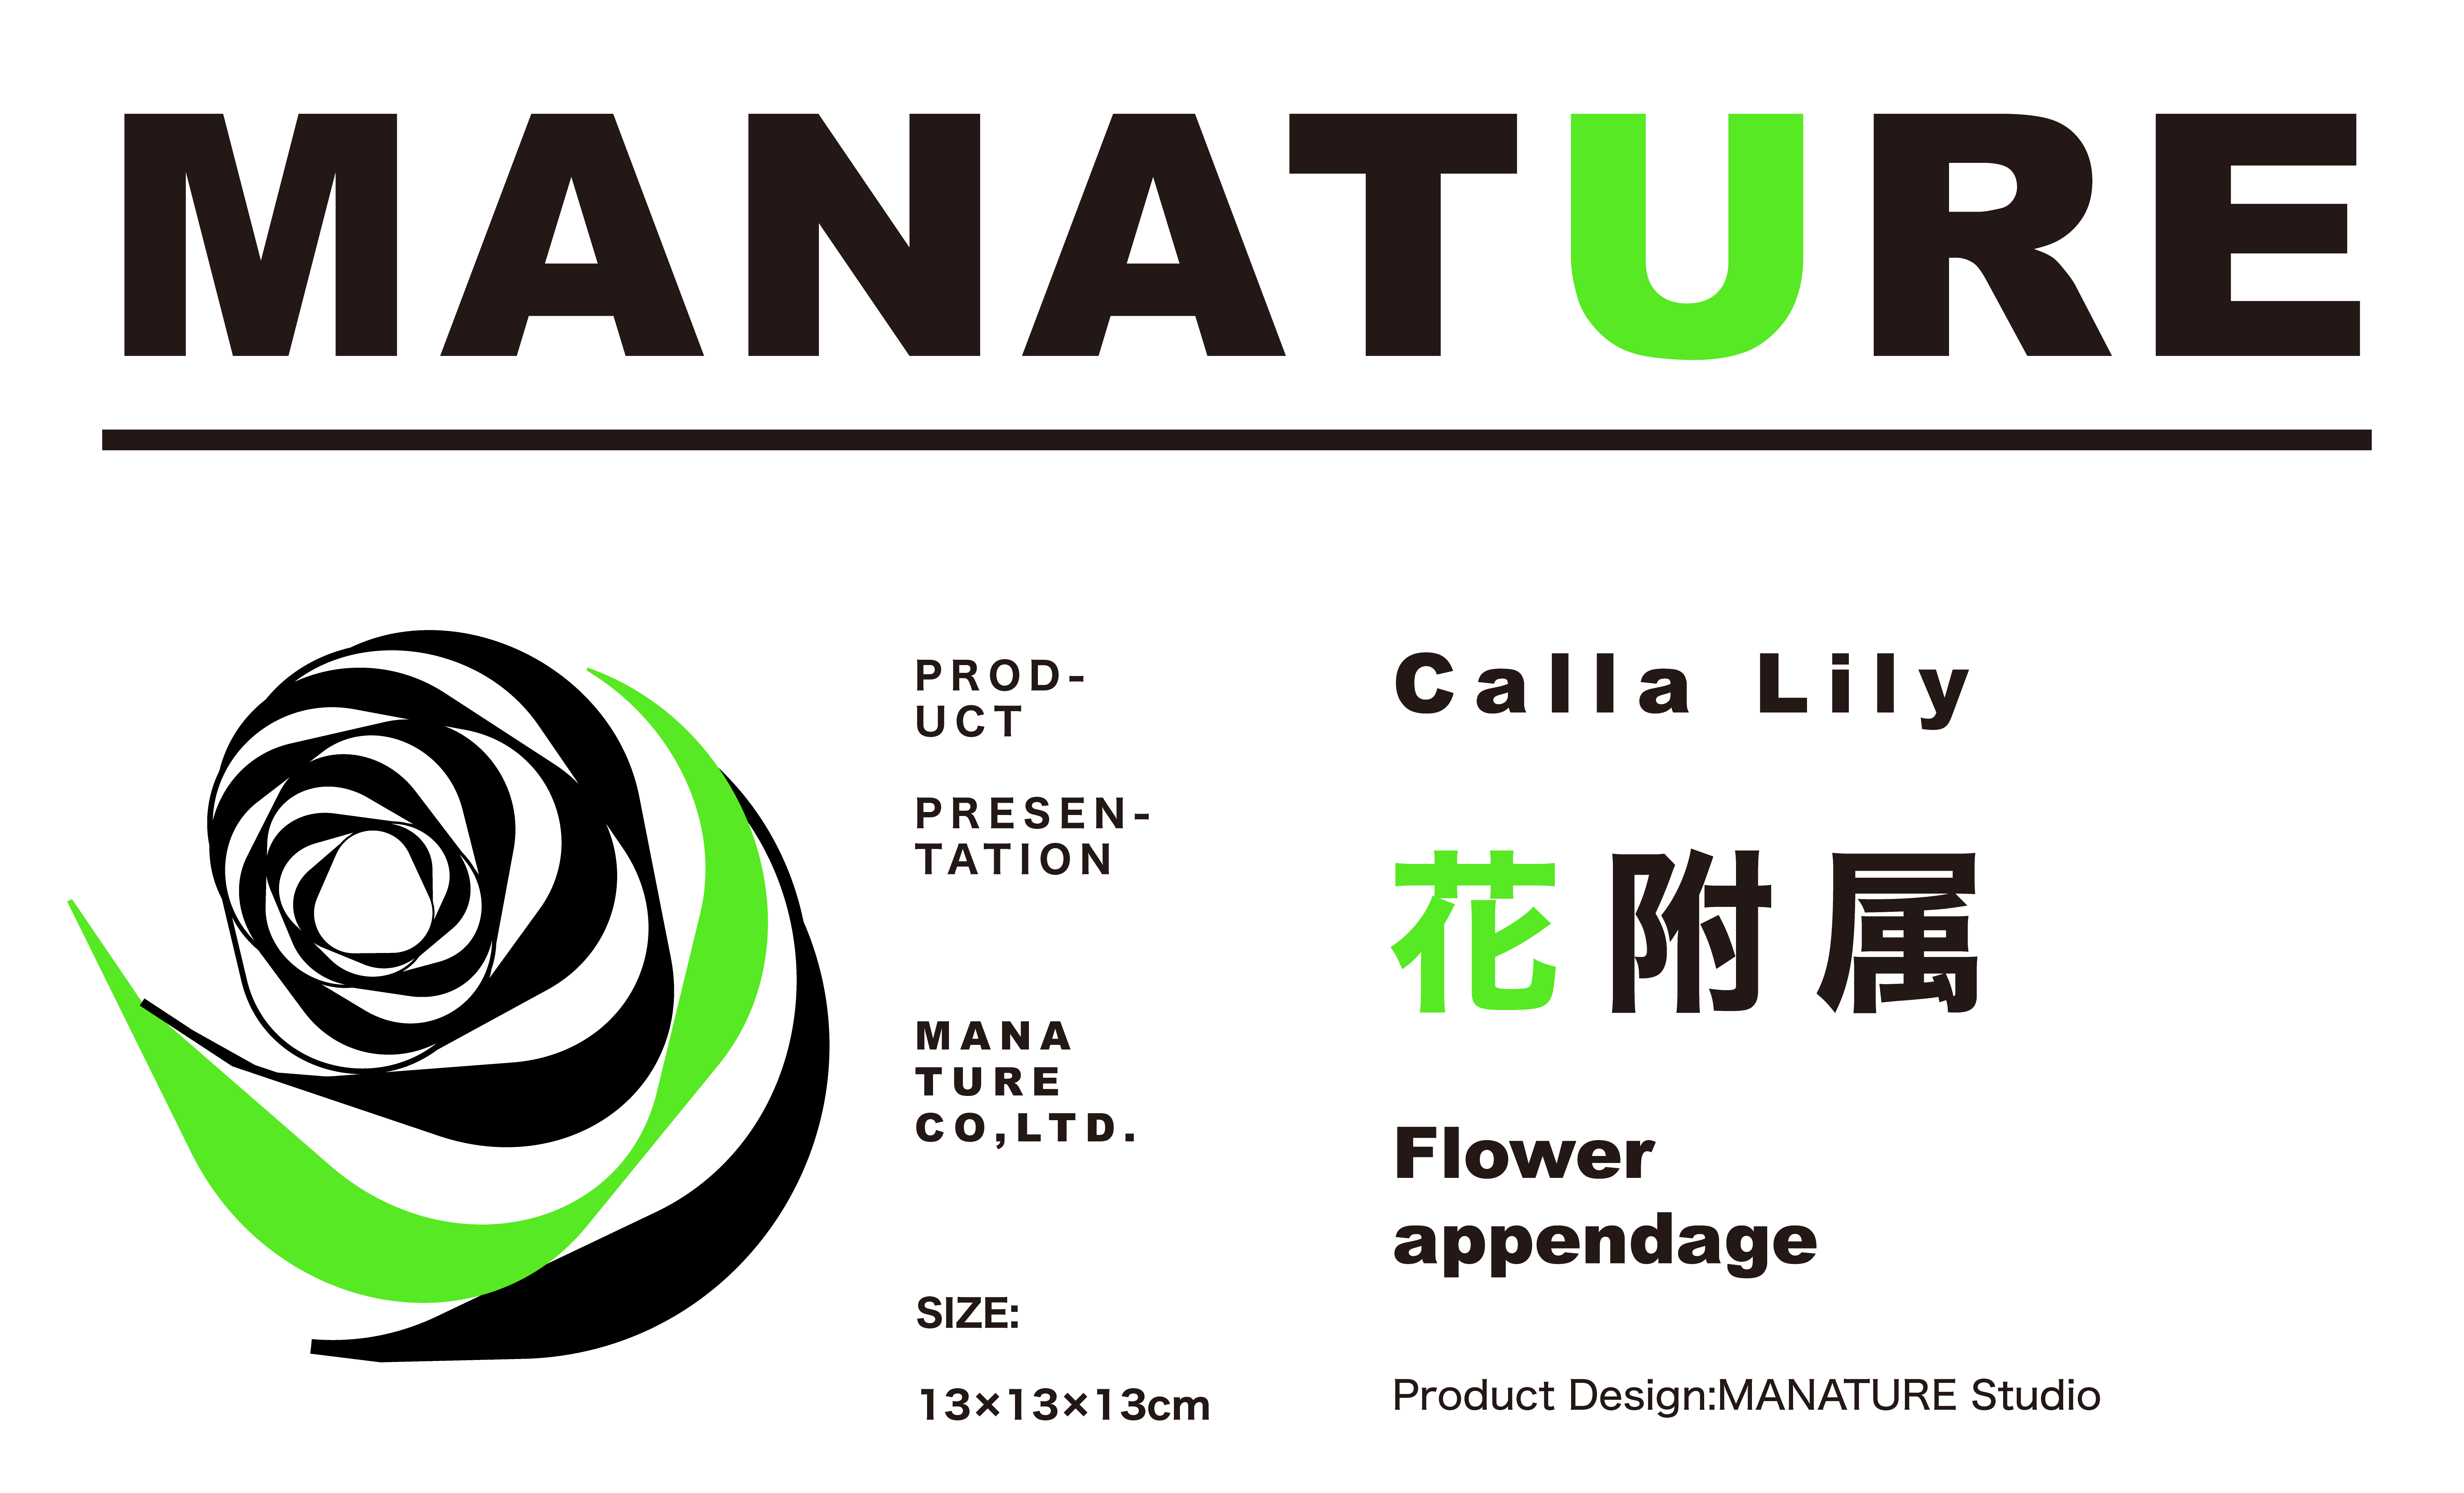 MANATURE
PROD-
UCT
PRESEN-
TATION
MANA
TURE
CO,LTD.
SIZE:
13×13×13cm
Calla Lily
花附属
Flower
appendage
Product Design:MANATURE Studio